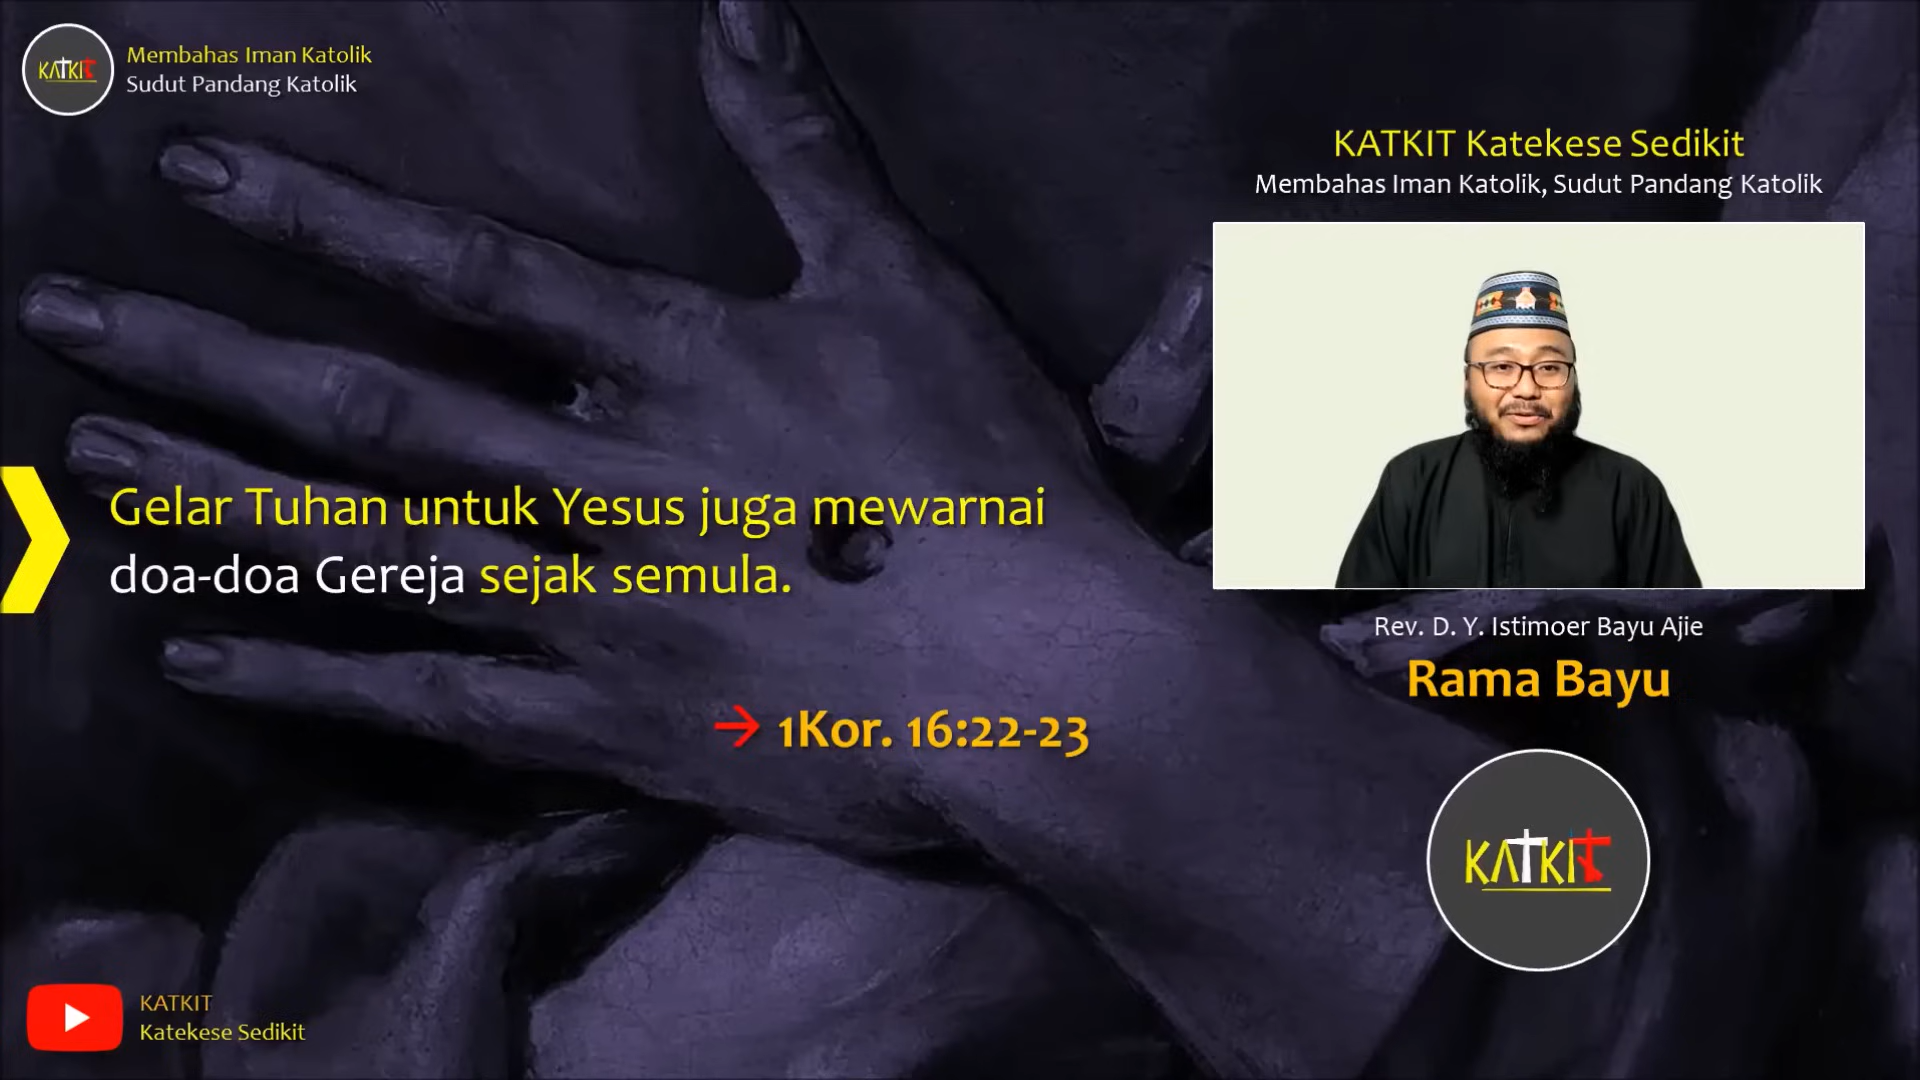 KATKIT
Membahas Iman Katolik
Sudut Pandang Katolik
KATKIT Katekese Sedikit
Membahas Iman Katolik, Sudut Pandang Katolik
Gelar Tuhan untuk Yesus juga mewarnai
doa-doa Gereja sejak semula.
→ 1Kor. 16:22-23
Rev. D. Y. Istimoer Bayu Ajie
Rama Bayu
KATKIT
KATKIT
Katekese Sedikit